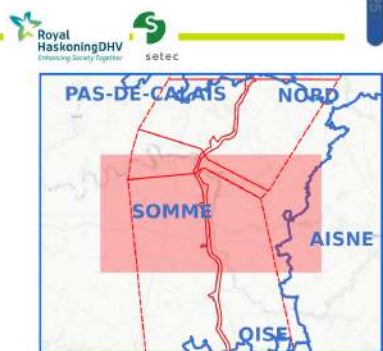 Royal
HaskoningDHV
Enhancing Society Together
setec
PAS-DE-CALAIS
NORD
SOMME
AISNE
OISE